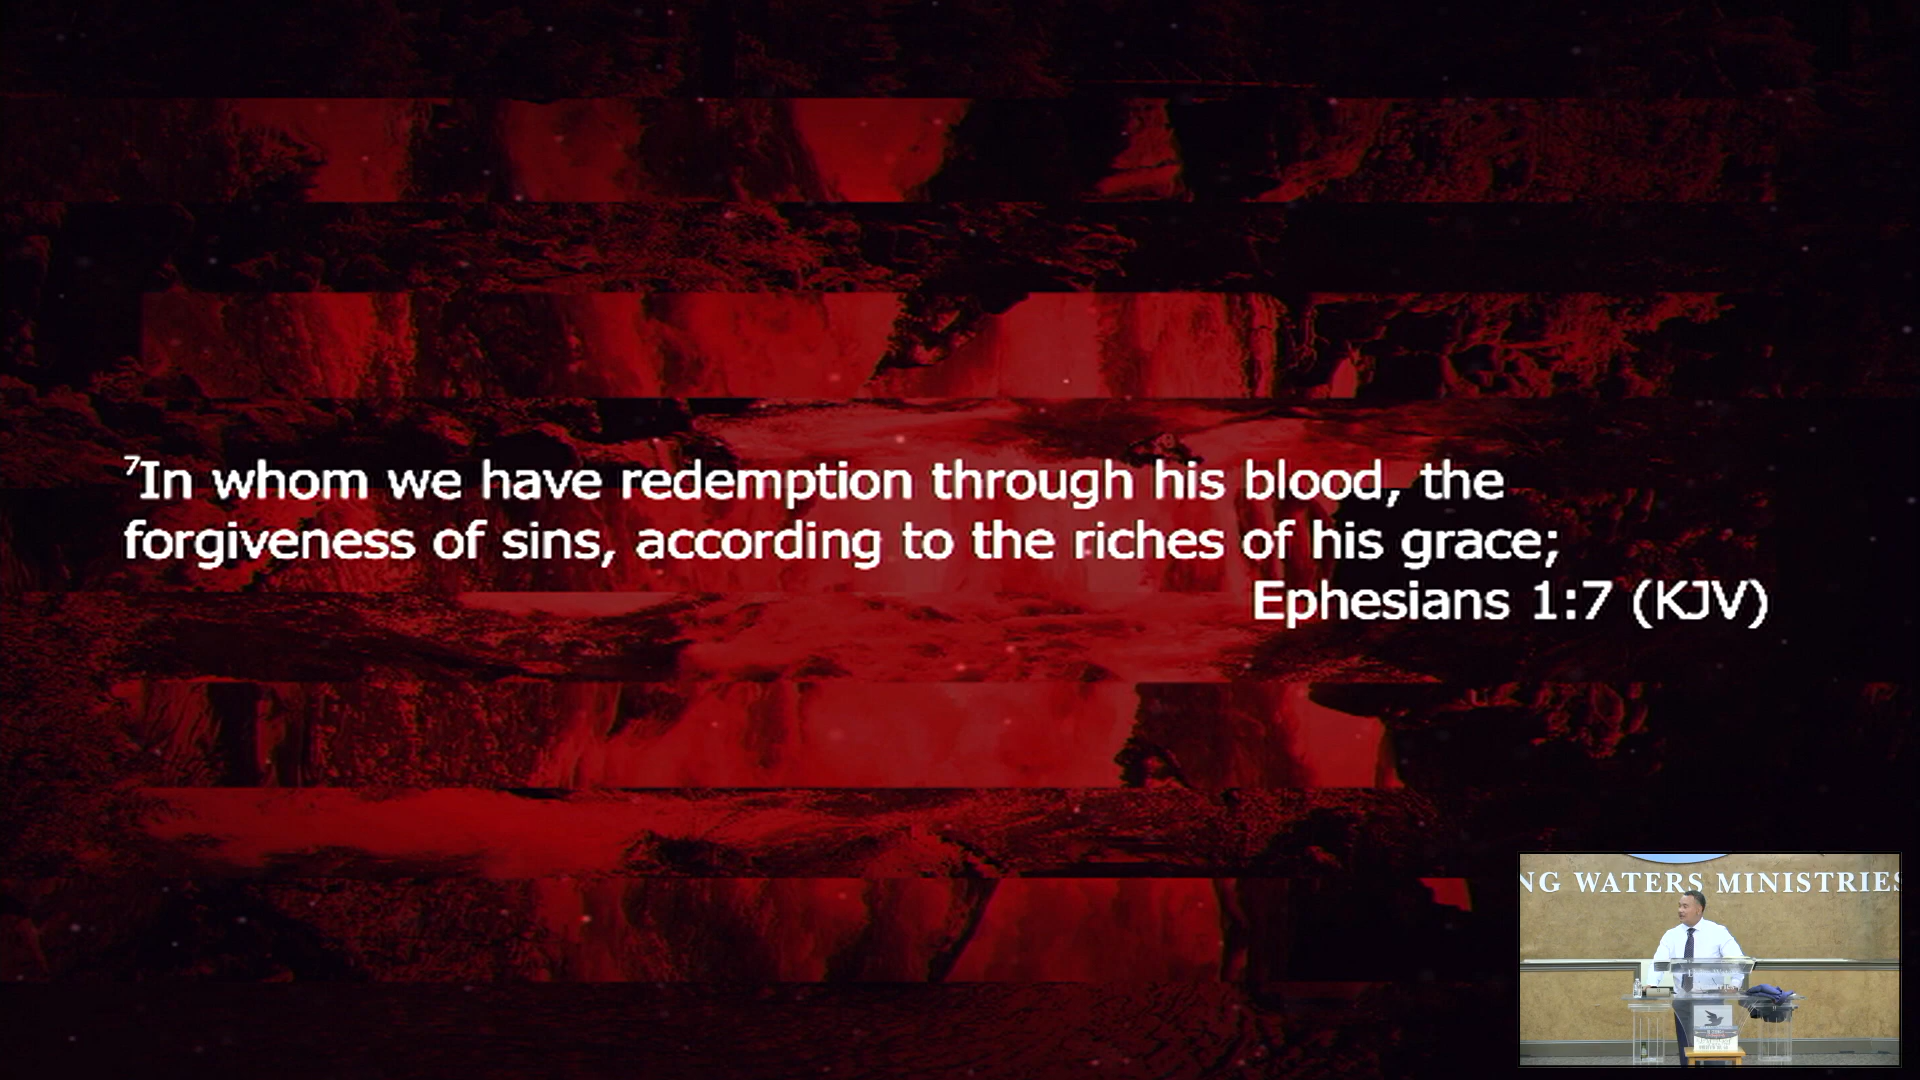 ⁷In whom we have redemption through his blood, the
forgiveness of sins, according to the riches of his grace;
Ephesians 1:7 (KJV)
NG WATERS MINISTRIES